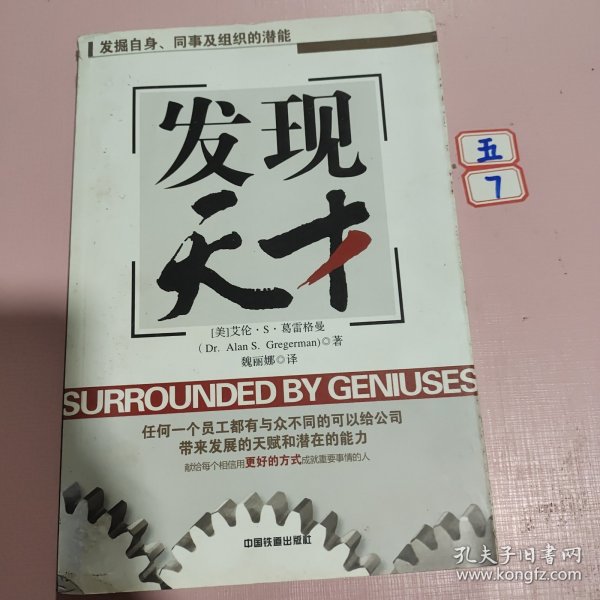 发掘自身、同事及组织的潜能
发现
天才
[美]艾伦·S·葛雷格曼
(Dr. Alan S. Gregerman)◎著
魏丽娜◎译
SURROUNDED BY GENIUSES
任何一个员工都有与众不同的可以给公司
带来发展的天赋和潜在的能力
献给每个相信用更好的方式成就重要事情的人
中国铁道出版社
五
7
孔夫子旧书网
www.kongfz.com